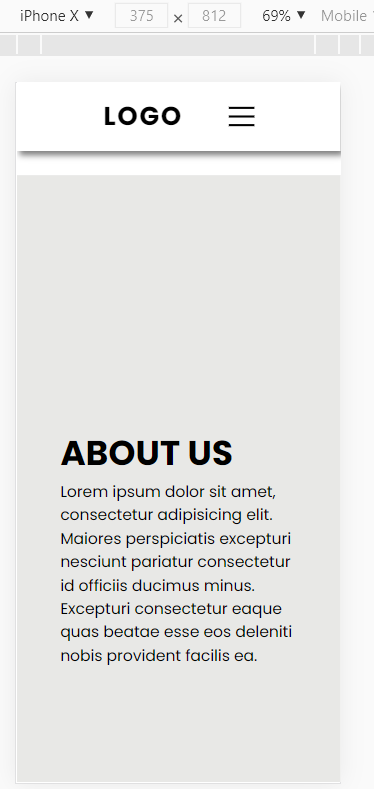 iPhone X ▼ 375 × 812 69% ▼ Mobile
LOGO
ABOUT US
Lorem ipsum dolor sit amet,
consectetur adipisicing elit.
Maiores perspiciatis excepturi
nesciunt pariatur consectetur
id officiis ducimus minus.
Excepturi consectetur eaque
quas beatae esse eos deleniti
nobis provident facilis ea.